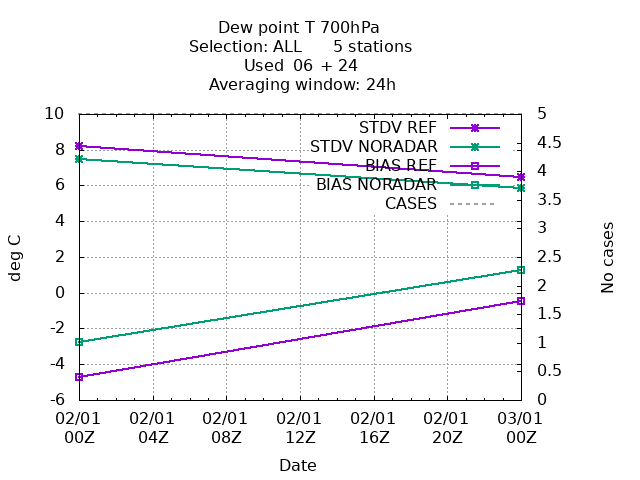 Dew point T 700hPa
Selection: ALL 5 stations
Used 06 + 24
Averaging window: 24h
10
8
6
4
2
0
-2
-4
-6
deg C
STDV REF
STDV NORADAR
BIAS REF
BIAS NORADAR
CASES
5
4.5
4
3.5
3
2.5
2
1.5
1
0.5
0
No cases
02/01 02/01 02/01 02/01 02/01 02/01 03/01
00Z 04Z 08Z 12Z 16Z 20Z 00Z
Date